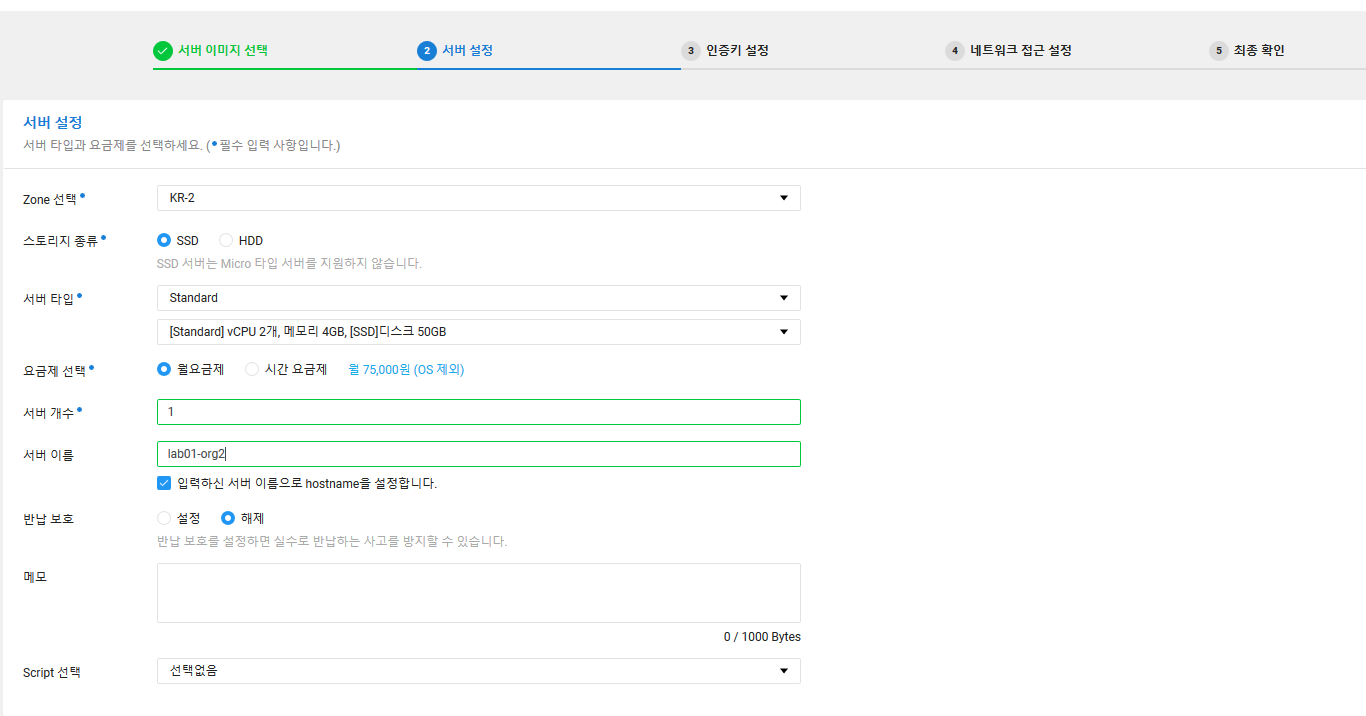 서버 이미지 선택
2 서버 설정
3 인증키 설정
4 네트워크 접근 설정
5 최종 확인
서버 설정
서버 타입과 요금제를 선택하세요. (• 필수 입력 사항입니다.)
Zone 선택•
KR-2
스토리지 종류•
SSD HDD
SSD 서버는 Micro 타입 서버를 지원하지 않습니다.
서버 타입•
Standard
[Standard] vCPU 2개, 메모리 4GB, [SSD]디스크 50GB
요금제 선택•
월요금제 시간 요금제 월 75,000원 (OS 제외)
서버 개수•
1
서버 이름
lab01-org2
입력하신 서버 이름으로 hostname을 설정합니다.
반납 보호
설정 해제
반납 보호를 설정하면 실수로 반납하는 사고를 방지할 수 있습니다.
메모
0 / 1000 Bytes
Script 선택
선택없음